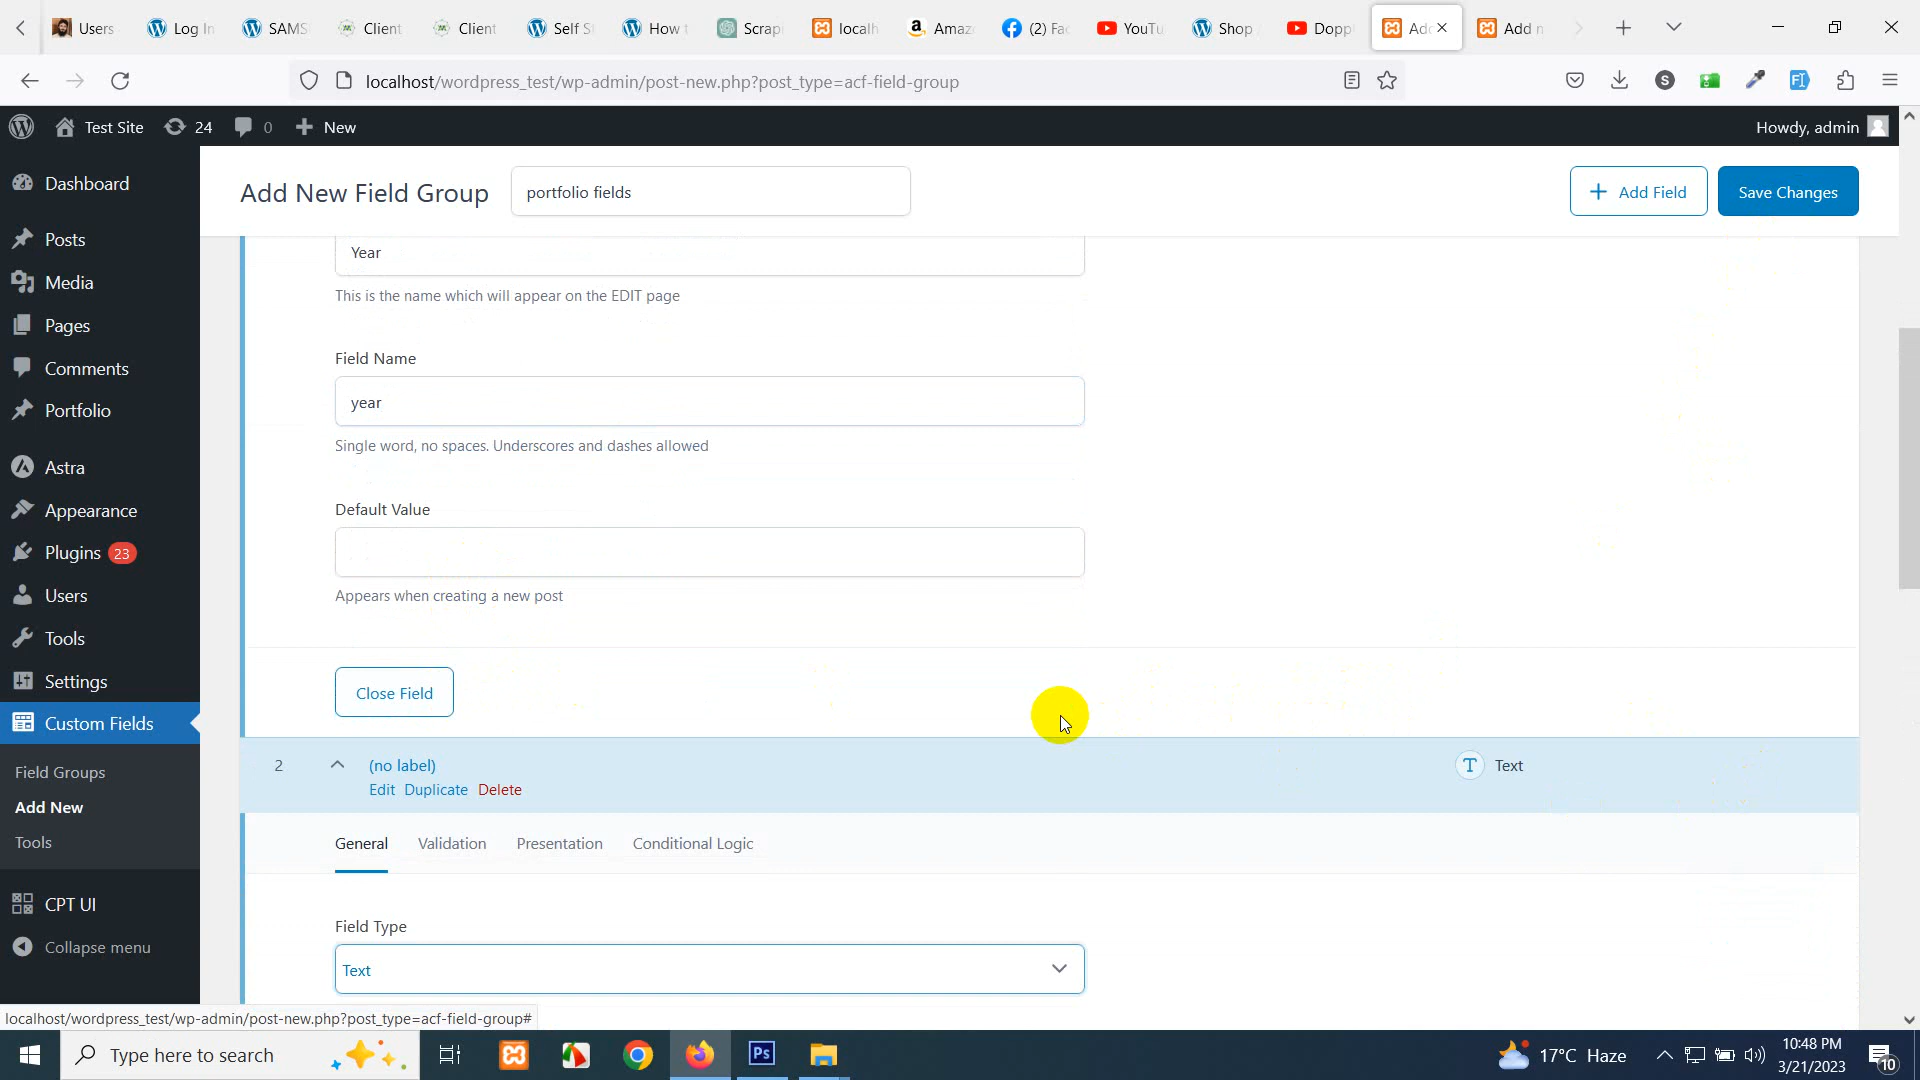 Users
Log In
SAMS
Client
Client
Self S
How t
Scrap
localh
Amaz
(2) Fa
YouTu
Shop
Dopp
Ad
Add n
localhost/wordpress_test/wp-admin/post-new.php?post_type=acf-field-group
Test Site
24
0
New
Howdy, admin
Dashboard
Posts
Media
Pages
Comments
Portfolio
Astra
Appearance
Plugins 23
Users
Tools
Settings
Custom Fields
Field Groups
Add New
Tools
CPT UI
Collapse menu
Add New Field Group
portfolio fields
Add Field
Save Changes
Year
This is the name which will appear on the EDIT page
Field Name
year
Single word, no spaces. Underscores and dashes allowed
Default Value
Appears when creating a new post
Close Field
2
(no label)
Text
Edit Duplicate Delete
General Validation Presentation Conditional Logic
Field Type
Text
localhost/wordpress_test/wp-admin/post-new.php?post_type=acf-field-group#
Type here to search
Ps
17°C Haze
10:48 PM
3/21/2023
10